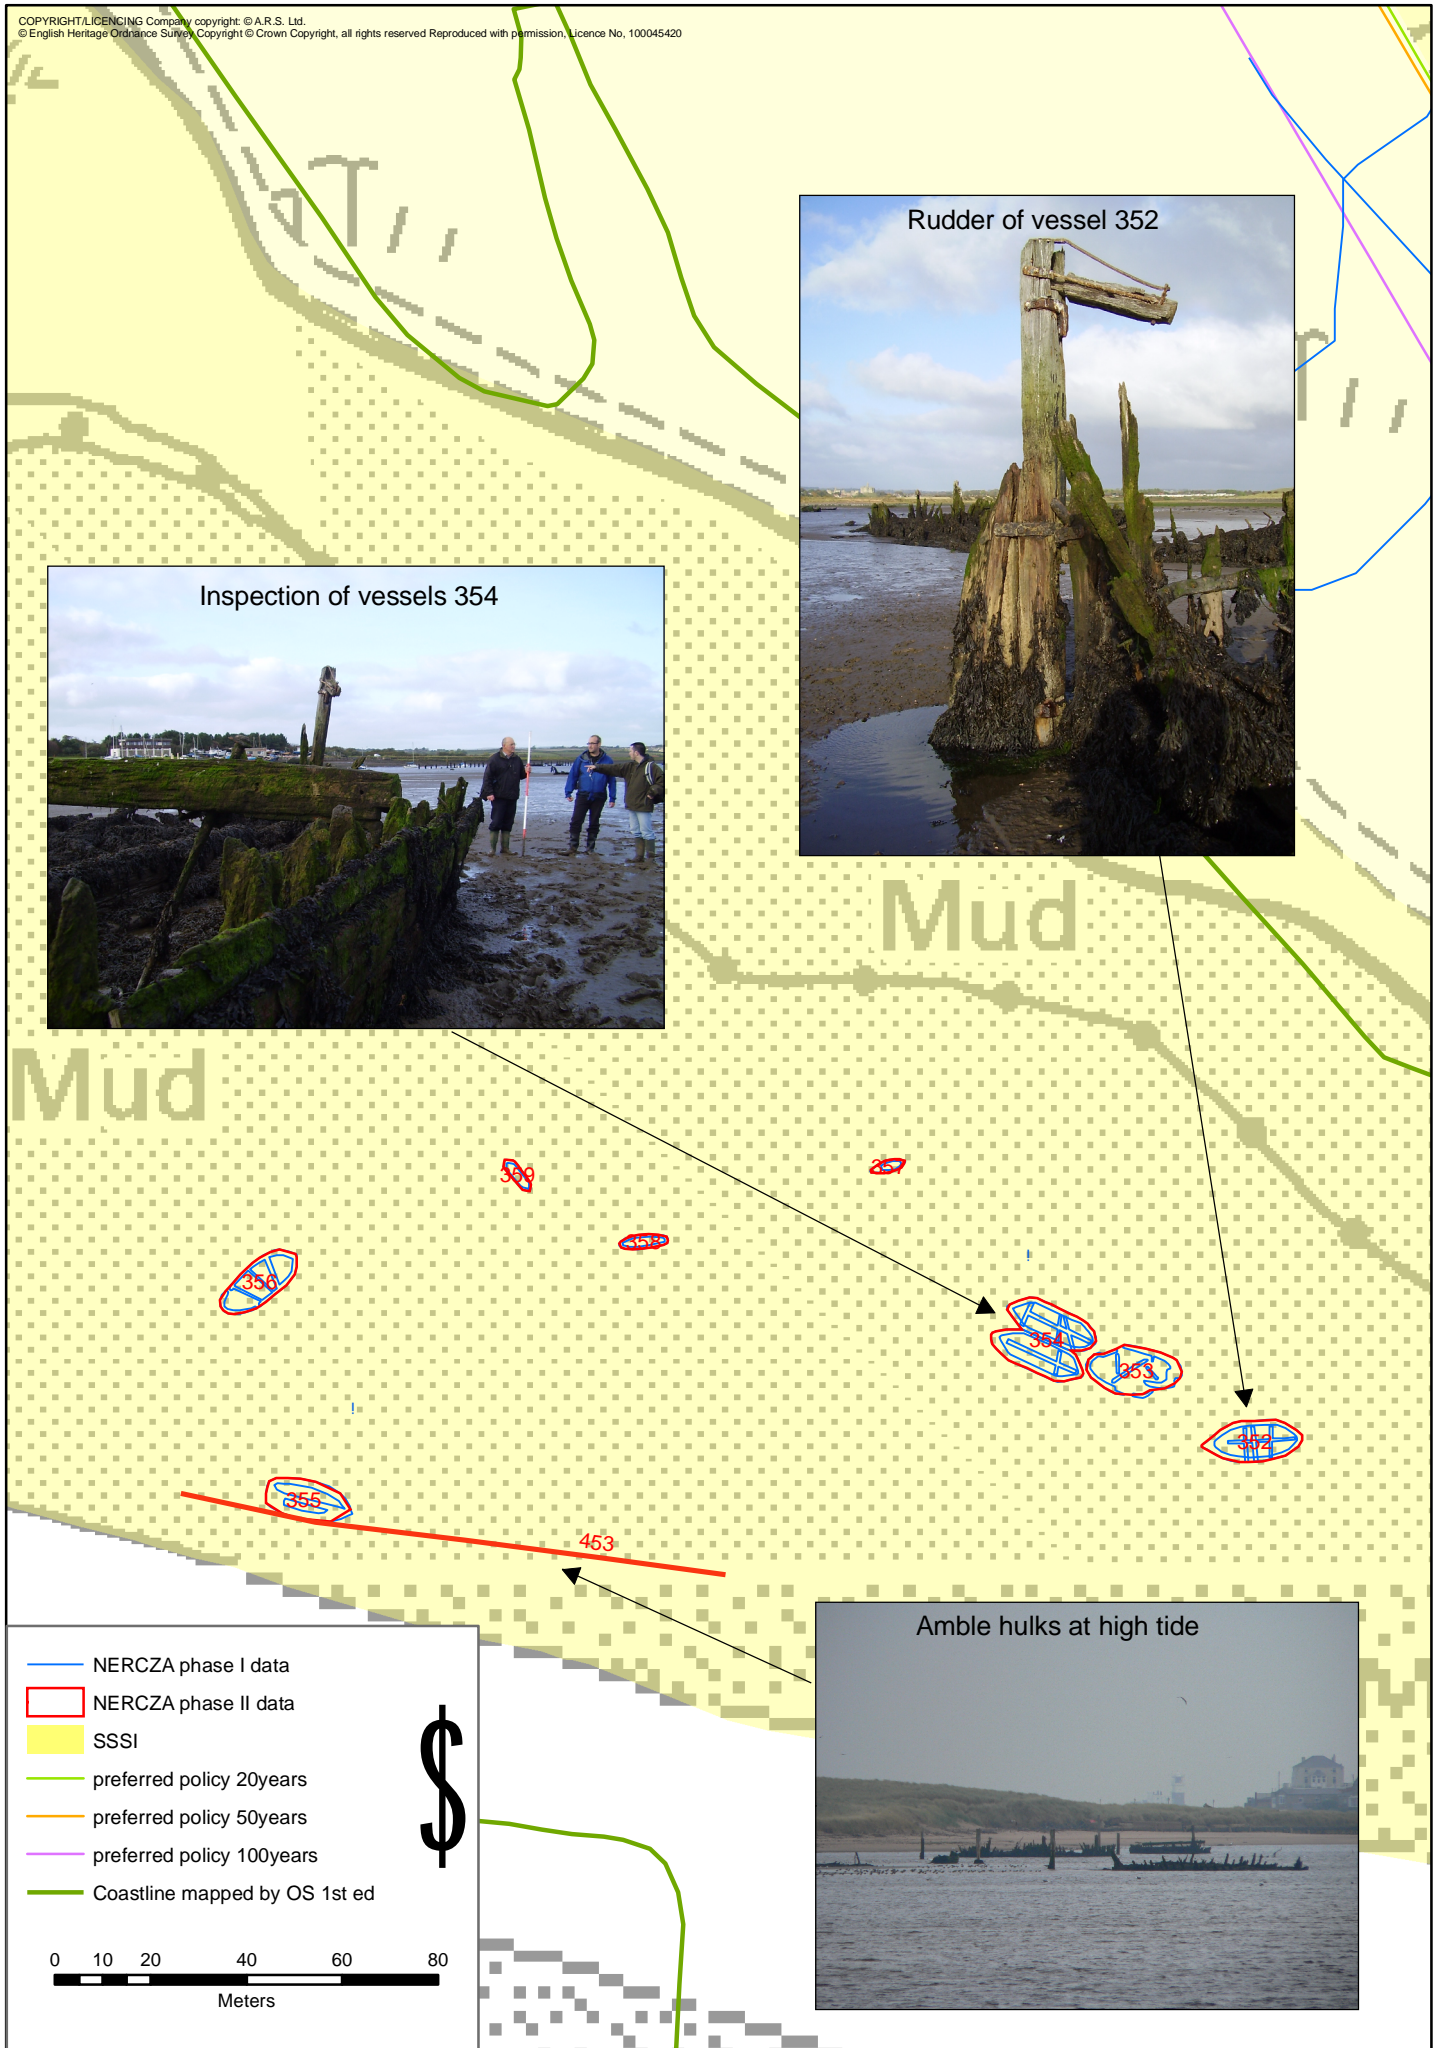 COPYRIGHT/LICENCING Company copyright: © A.R.S. Ltd.
© English Heritage Ordnance Survey Copyright © Crown Copyright, all rights reserved Reproduced with permission, Licence No, 100045420
Rudder of vessel 352
Inspection of vessels 354
Mud
Mud
359
357
358
356
354
353
352
355
453
Amble hulks at high tide
NERCZA phase I data
NERCZA phase II data
SSSI
preferred policy 20years
preferred policy 50years
preferred policy 100years
Coastline mapped by OS 1st ed
$
0 10 20 40 60 80
Meters
M